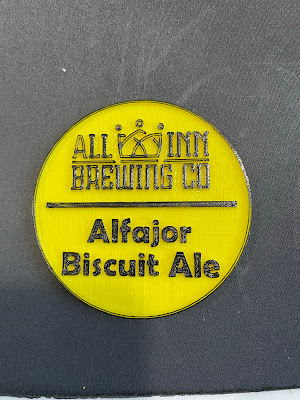 ALL INN
BREWING CO
Alfajor
Biscuit Ale